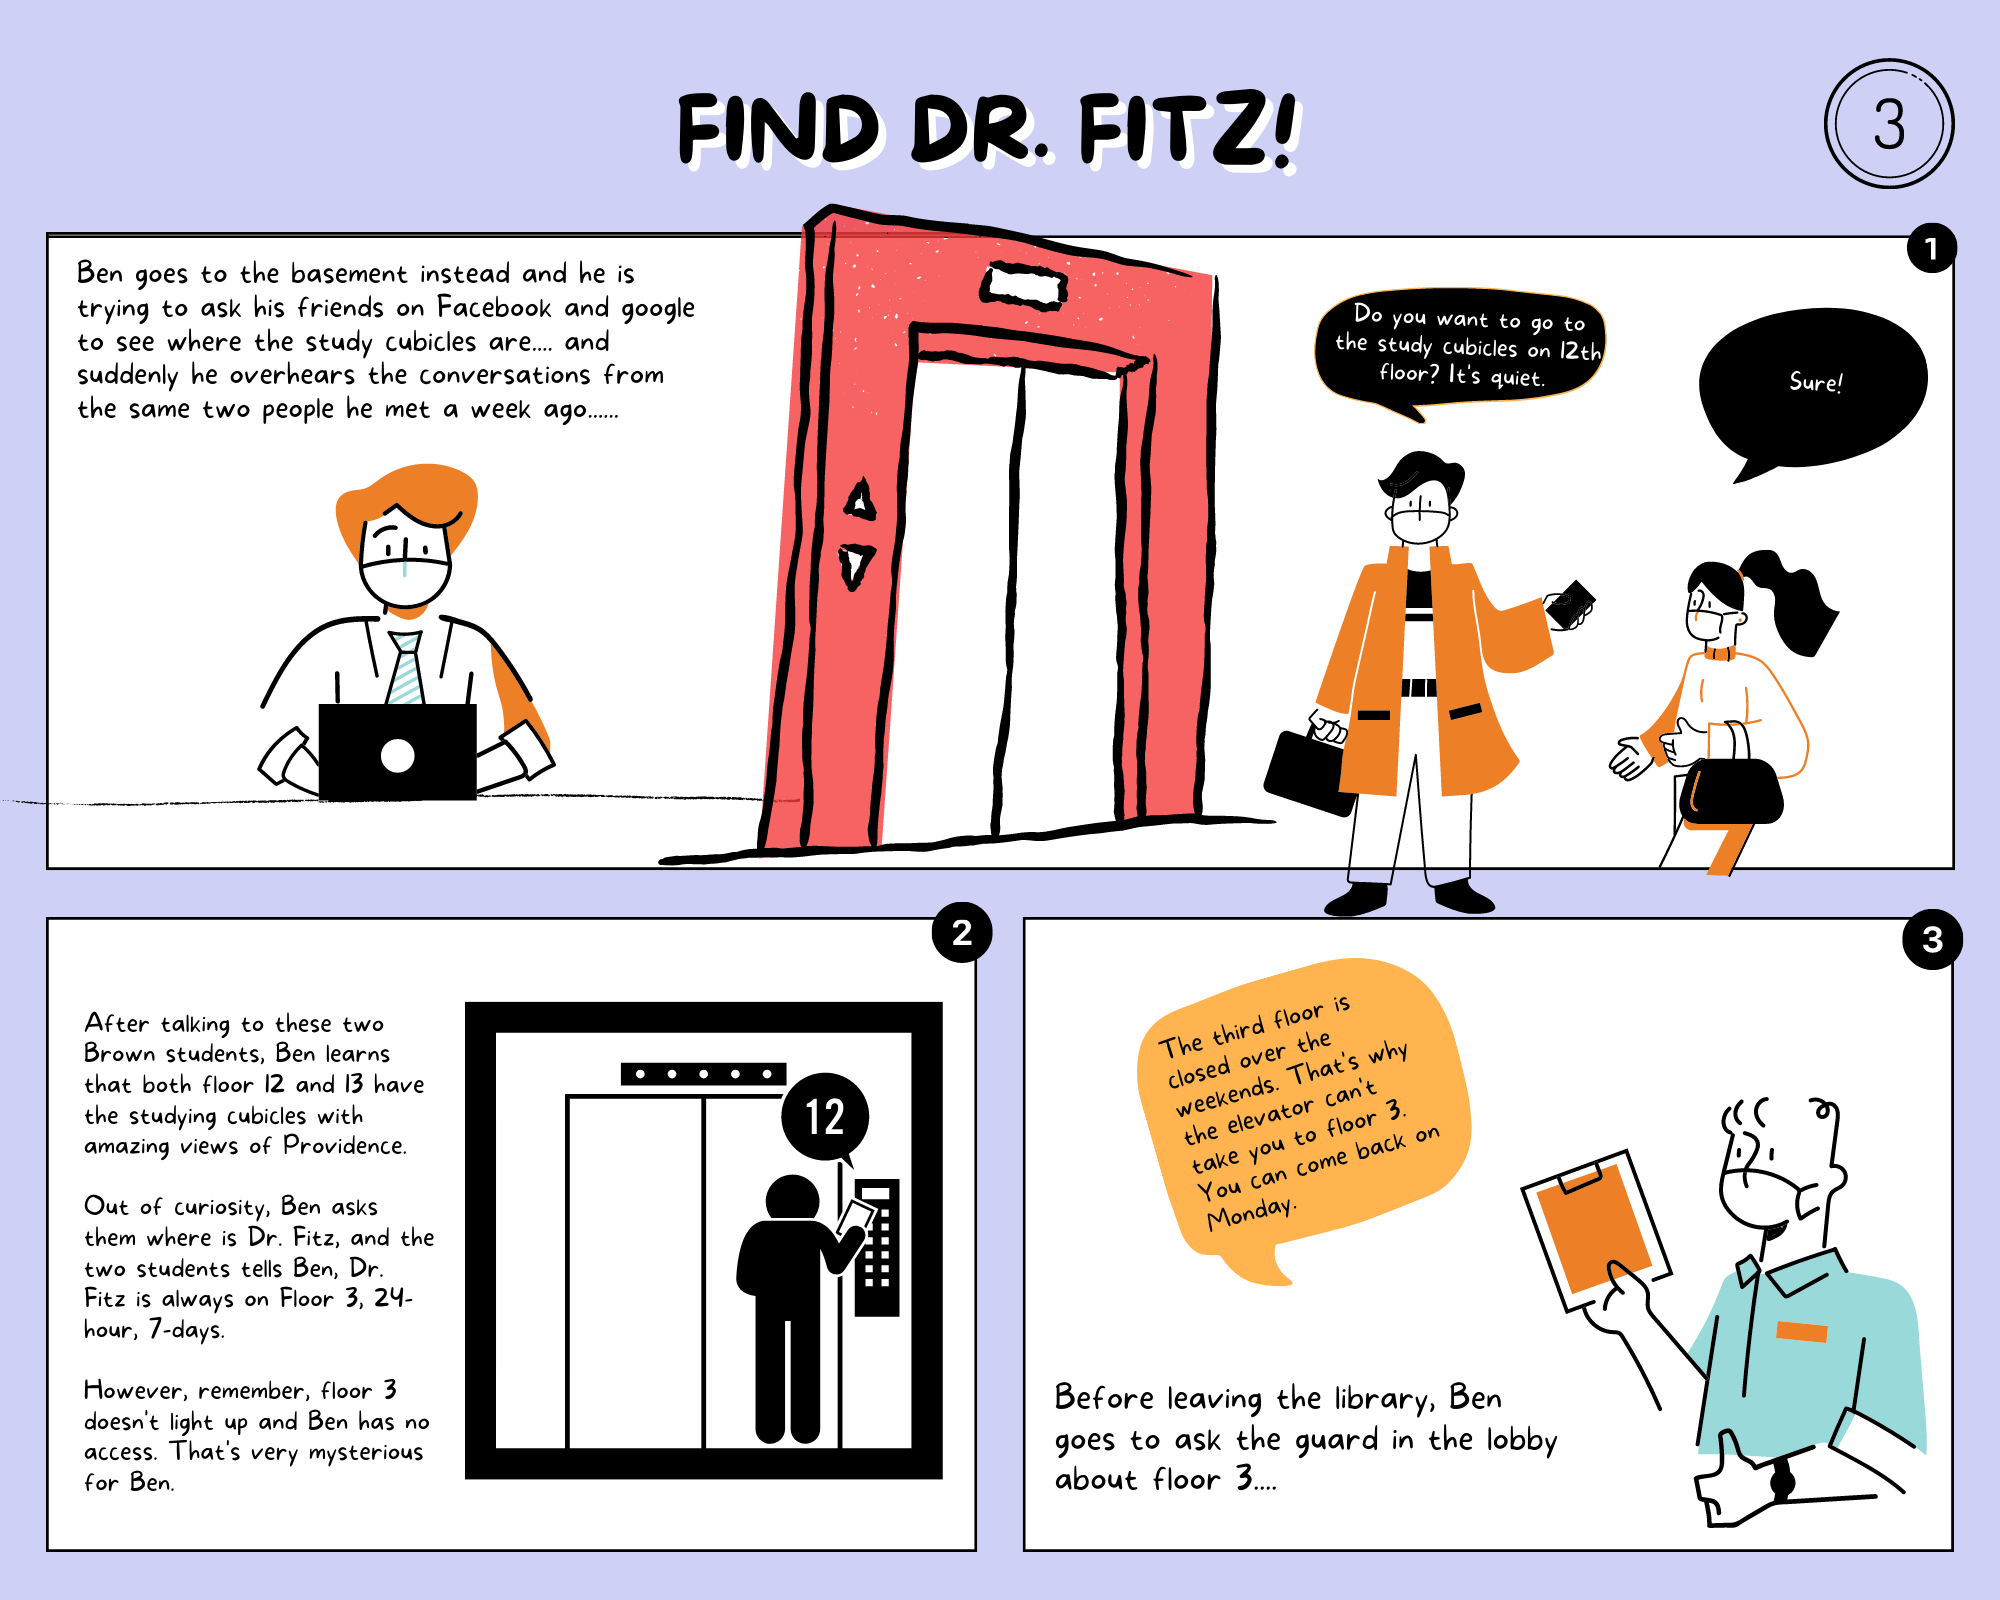 FIND DR. FITZ!
3
1
Ben goes to the basement instead and he is
trying to ask his friends on Facebook and google
to see where the study cubicles are.... and
suddenly he overhears the conversations from
the same two people he met a week ago......
Do you want to go to
the study cubicles on 12th
floor? It's quiet.
Sure!
2
After talking to these two
Brown students, Ben learns
that both floor 12 and 13 have
the studying cubicles with
amazing views of Providence.
Out of curiosity, Ben asks
them where is Dr. Fitz, and the
two students tells Ben, Dr.
Fitz is always on Floor 3, 24-
hour, 7-days.
However, remember, floor 3
doesn't light up and Ben has no
access. That's very mysterious
for Ben.
12
3
The third floor is
closed over the
weekends. That's why
the elevator can't
take you to floor 3.
You can come back on
Monday.
Before leaving the library, Ben
goes to ask the guard in the lobby
about floor 3....